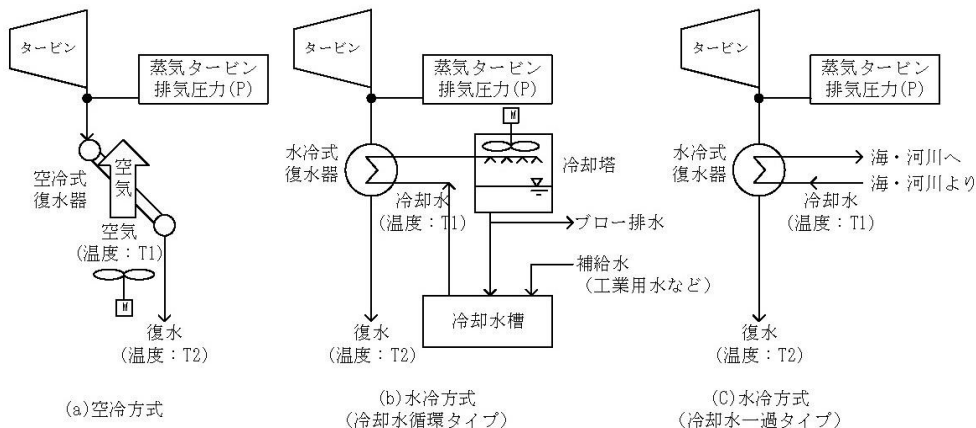 タービン
蒸気タービン
排気圧力(P)
空冷式
復水器
空気
空気
(温度：T1)
M
復水
(温度：T2)
(a)空冷方式
タービン
蒸気タービン
排気圧力(P)
M
水冷式
復水器
冷却塔
冷却水
(温度：T1)
ブロー排水
補給水
(工業用水など)
冷却水槽
復水
(温度：T2)
(b)水冷方式
(冷却水循環タイプ)
タービン
蒸気タービン
排気圧力(P)
水冷式
復水器
海・河川へ
海・河川より
冷却水
(温度：T1)
復水
(温度：T2)
(C)水冷方式
(冷却水一過タイプ)